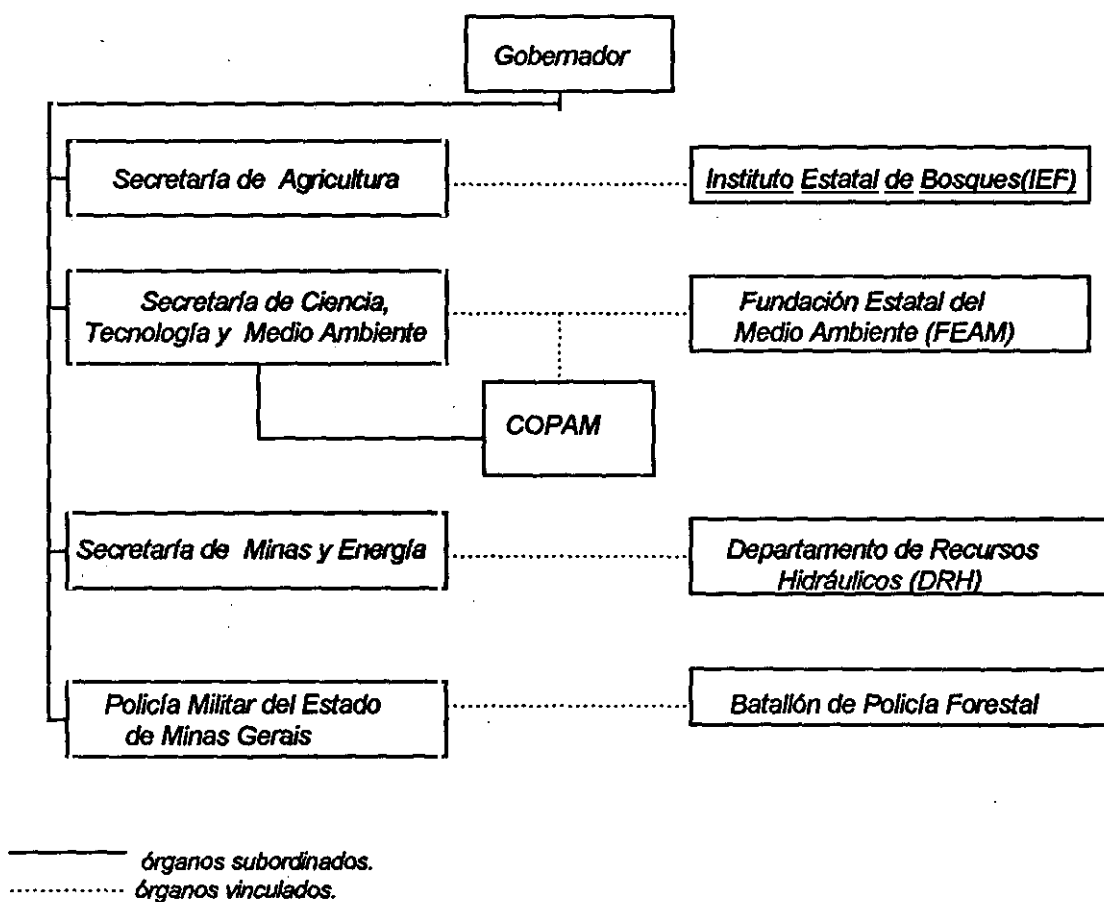 Gobernador
Secretaría de Agricultura
Instituto Estatal de Bosques(IEF)
Secretaría de Ciencia,
Tecnología y Medio Ambiente
Fundación Estatal del
Medio Ambiente (FEAM)
COPAM
Secretaría de Minas y Energía
Departamento de Recursos
Hidráulicos (DRH)
Policía Militar del Estado
de Minas Gerais
Batallón de Policía Forestal
órganos subordinados.
órganos vinculados.